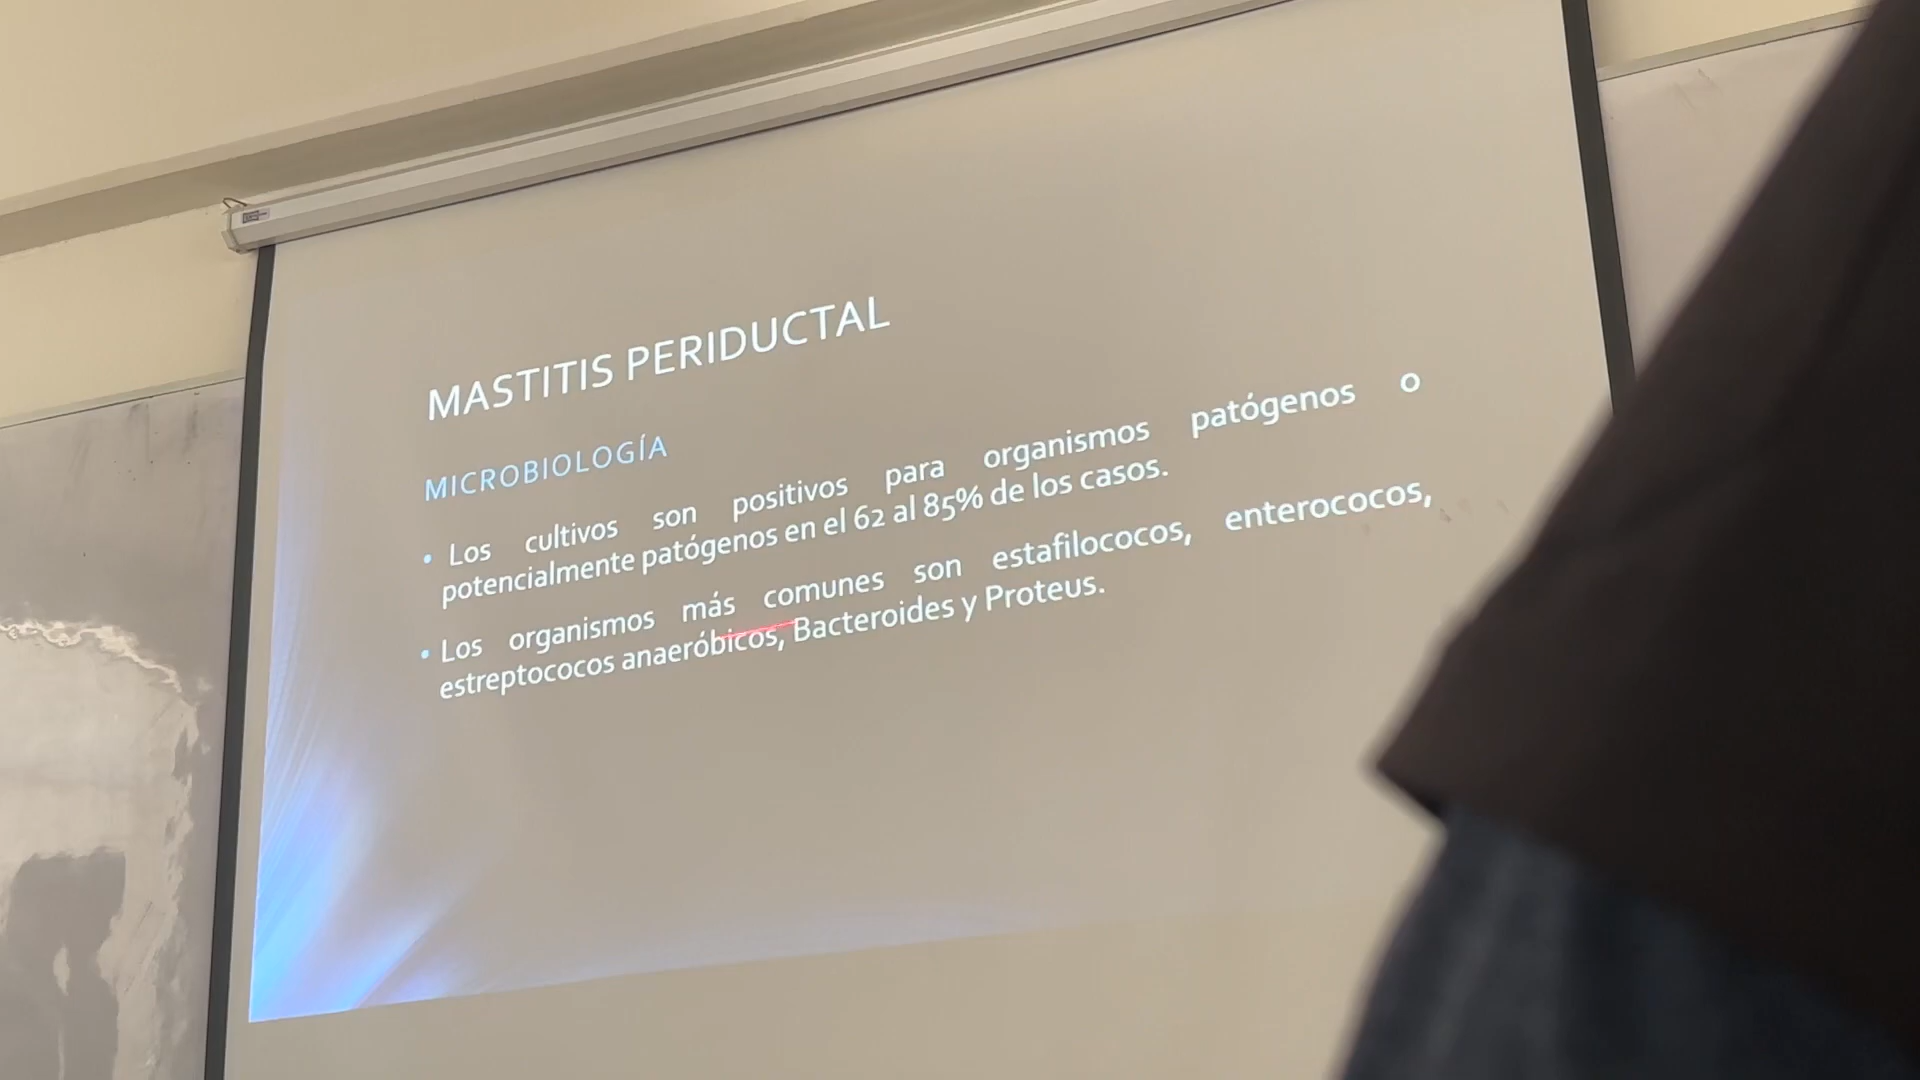 MASTITIS PERIDUCTAL
MICROBIOLOGÍA
• Los cultivos son positivos para organismos patógenos o
potencialmente patógenos en el 62 al 85% de los casos.
• Los organismos más comunes son estafilococos, enterococos,
estreptococos anaeróbicos, Bacteroides y Proteus.